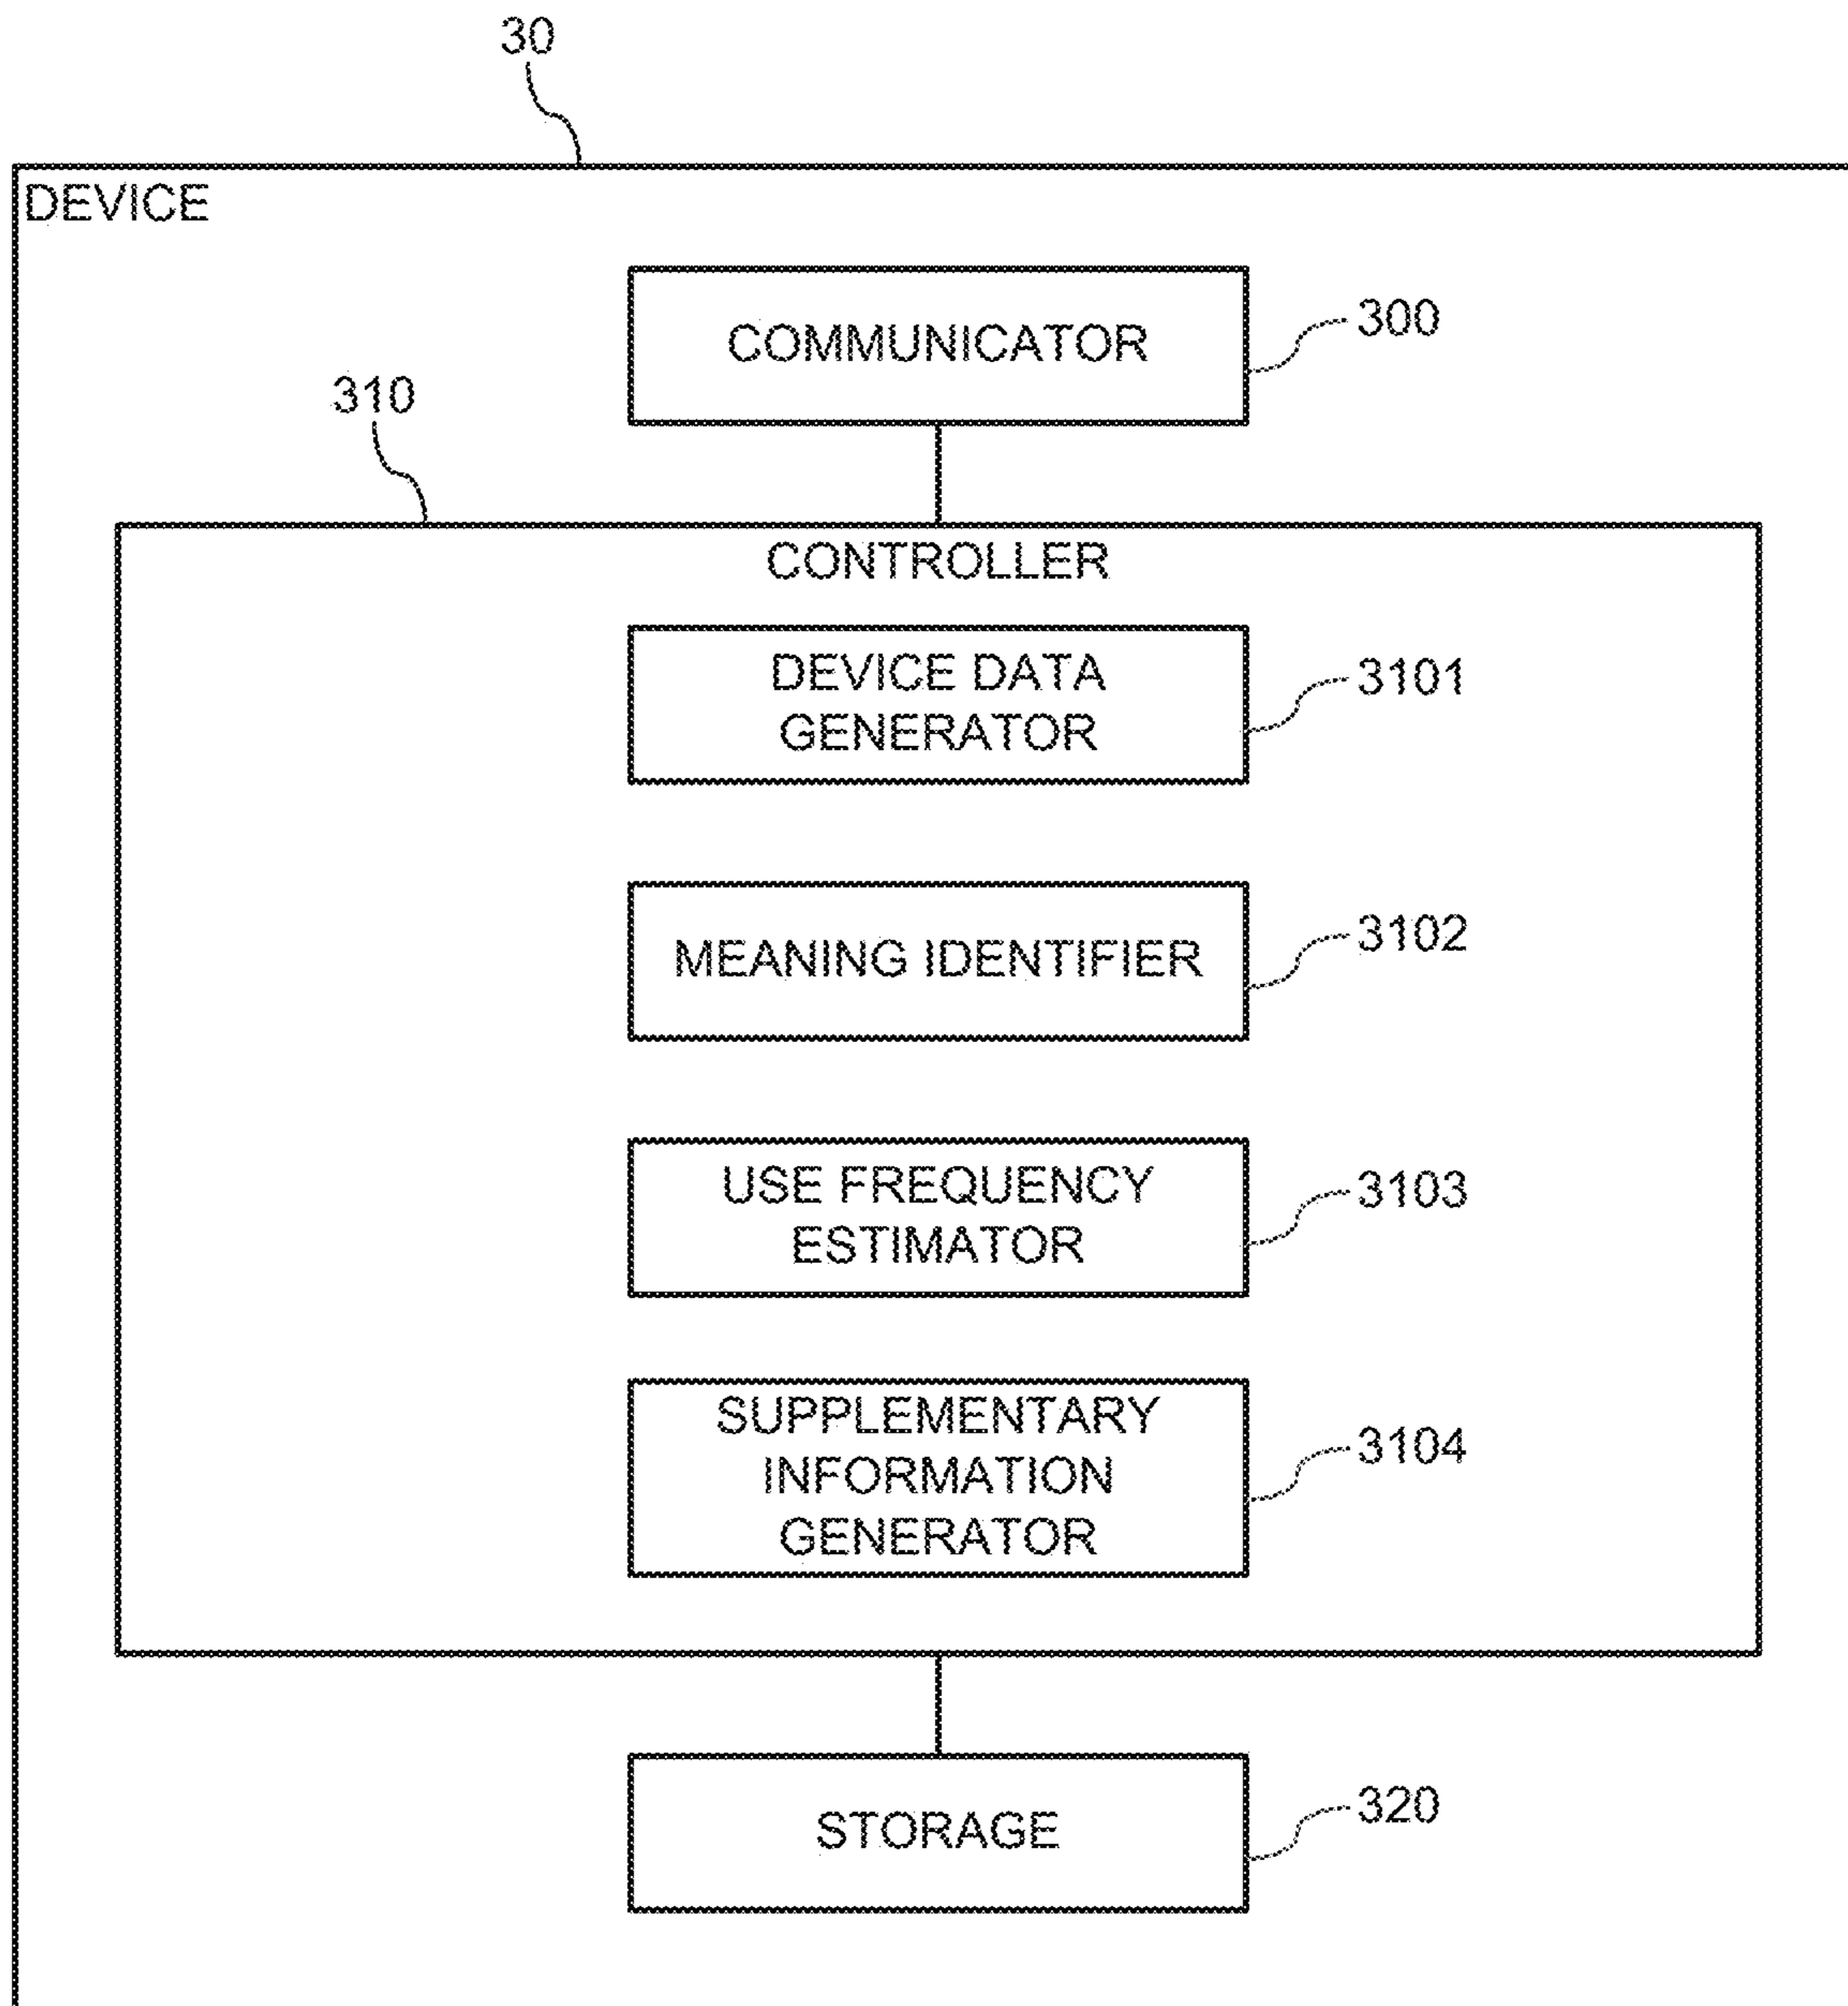 30
DEVICE
COMMUNICATOR
300
310
CONTROLLER
DEVICE DATA
GENERATOR
3101
MEANING IDENTIFIER
3102
USE FREQUENCY
ESTIMATOR
3103
SUPPLEMENTARY
INFORMATION
GENERATOR
3104
STORAGE
320